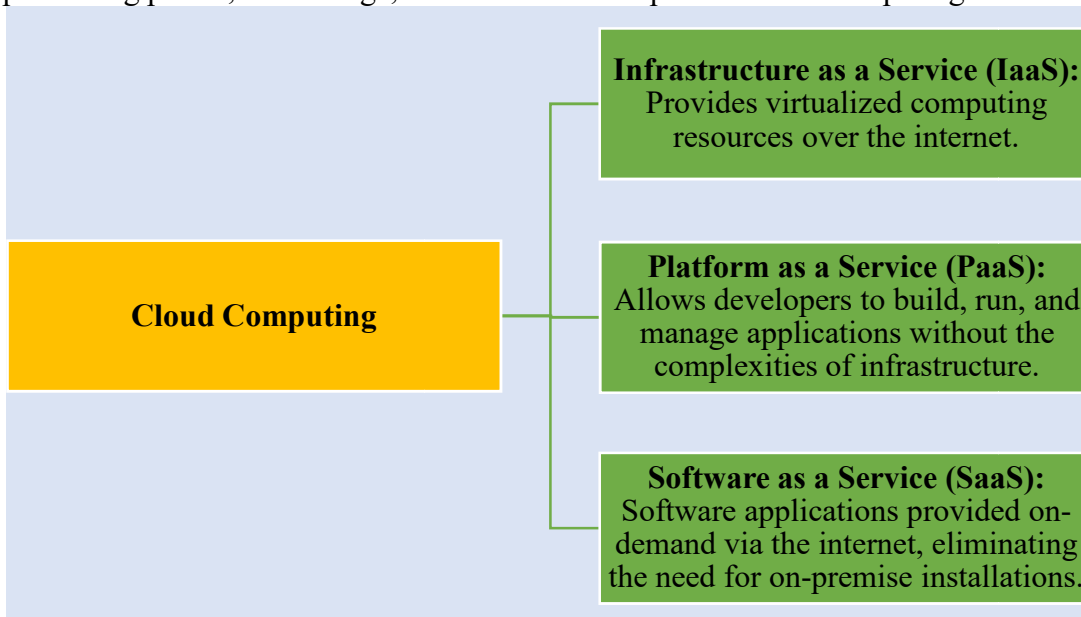 Infrastructure as a Service (IaaS):
Provides virtualized computing
resources over the internet.
Cloud Computing
Platform as a Service (PaaS):
Allows developers to build, run, and
manage applications without the
complexities of infrastructure.
Software as a Service (SaaS):
Software applications provided on-
demand via the internet, eliminating
the need for on-premise installations.